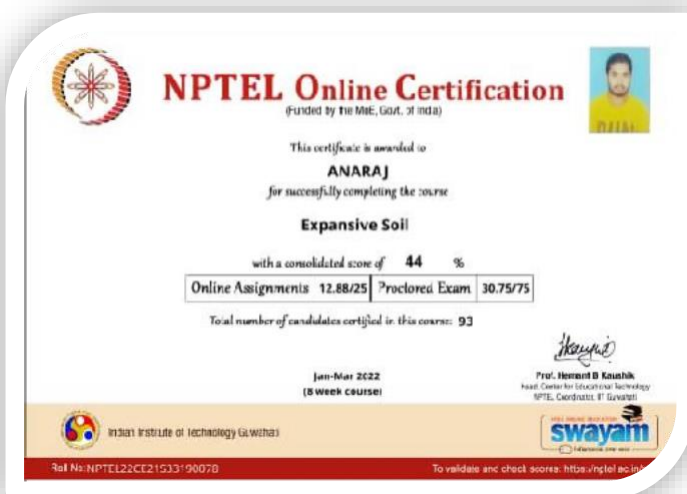 NPTEL Online Certification
(Funded by the MoE, Govt. of India)
This certificate is awarded to
ANARAJ
for successfully completing the course
Expansive Soil
with a consolidated score of 44 %
Online Assignments 12.88/25 Proctored Exam 30.75/75
Total number of candidates certified in this course: 93
Jan-Mar 2022
(8 week course)
Prof. Hemant B Kaushik
Head, Center for Educational Technology
NPTEL, Coordinator, IIT Guwahati
Indian Institute of Technology Guwahati
swayam
Roll No: NPTEL22CE21S33190078
To validate and check scores: https://nptel.ac.in/